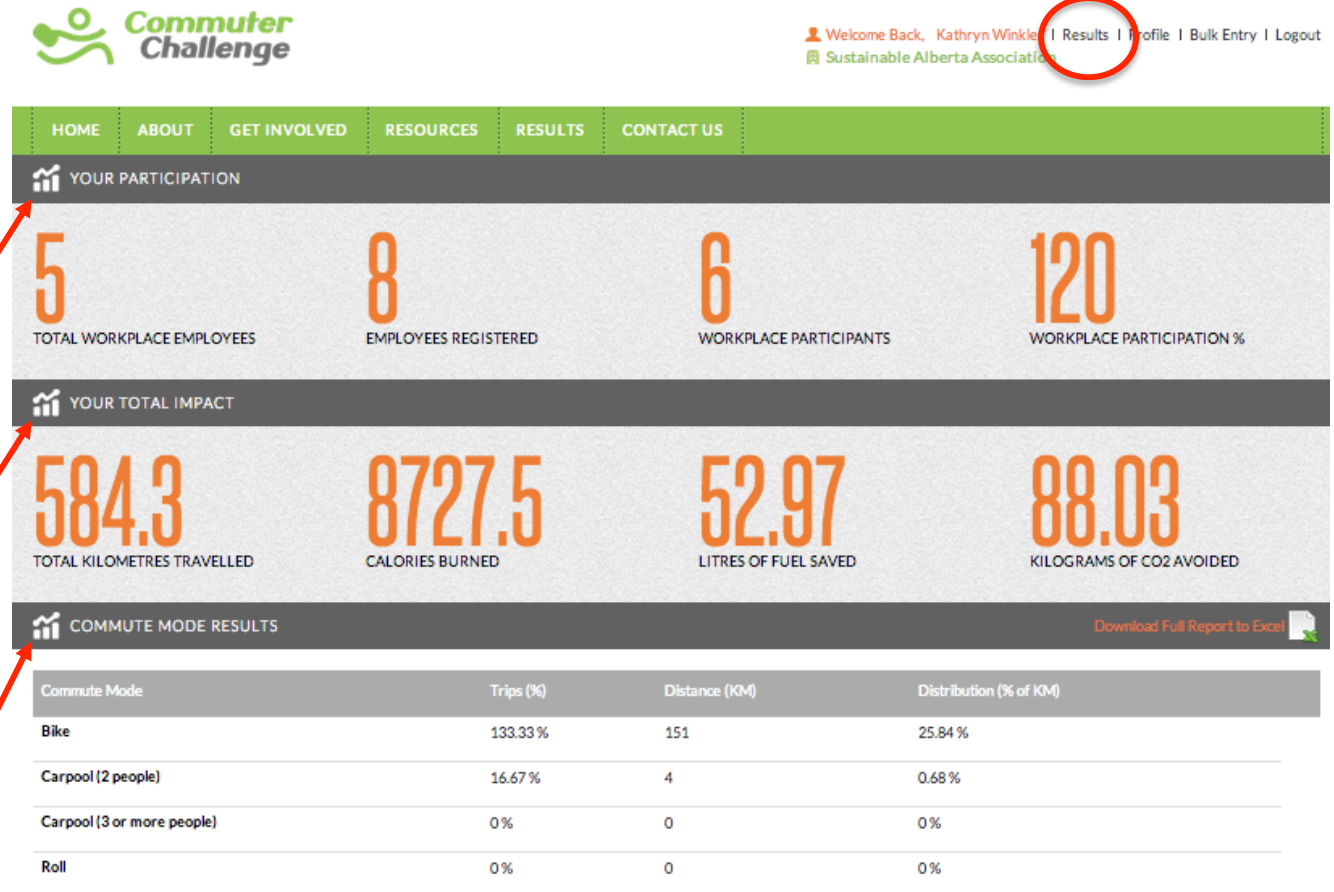 Commuter
Challenge
Welcome Back, Kathryn Winkle I Results I Profile I Bulk Entry I Logout
Sustainable Alberta Association
HOME ABOUT GET INVOLVED RESOURCES RESULTS CONTACT US
YOUR PARTICIPATION
5 8 6 120
TOTAL WORKPLACE EMPLOYEES EMPLOYEES REGISTERED WORKPLACE PARTICIPANTS WORKPLACE PARTICIPATION %
YOUR TOTAL IMPACT
584.3 8727.5 52.97 88.03
TOTAL KILOMETRES TRAVELLED CALORIES BURNED LITRES OF FUEL SAVED KILOGRAMS OF CO2 AVOIDED
COMMUTE MODE RESULTS Download Full Report to Excel
Commute Mode Trips (%) Distance (KM) Distribution (% of KM)
Bike 133.33 % 151 25.84 %
Carpool (2 people) 16.67 % 4 0.68 %
Carpool (3 or more people) 0 % 0 0 %
Roll 0 % 0 0 %